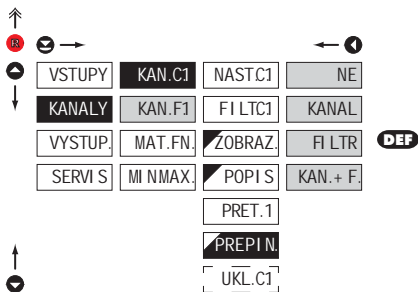 R
VSTUPY KAN.C1 NAST.C1 NE
KANALY KAN.F1 FILTC1 KANAL
VYSTUP. MAT.FN. ZOBRAZ. FILTR DEF
SERVIS MINMAX. POPIS KAN.+ F.
PRET.1
PREPIN.
UKL.C1